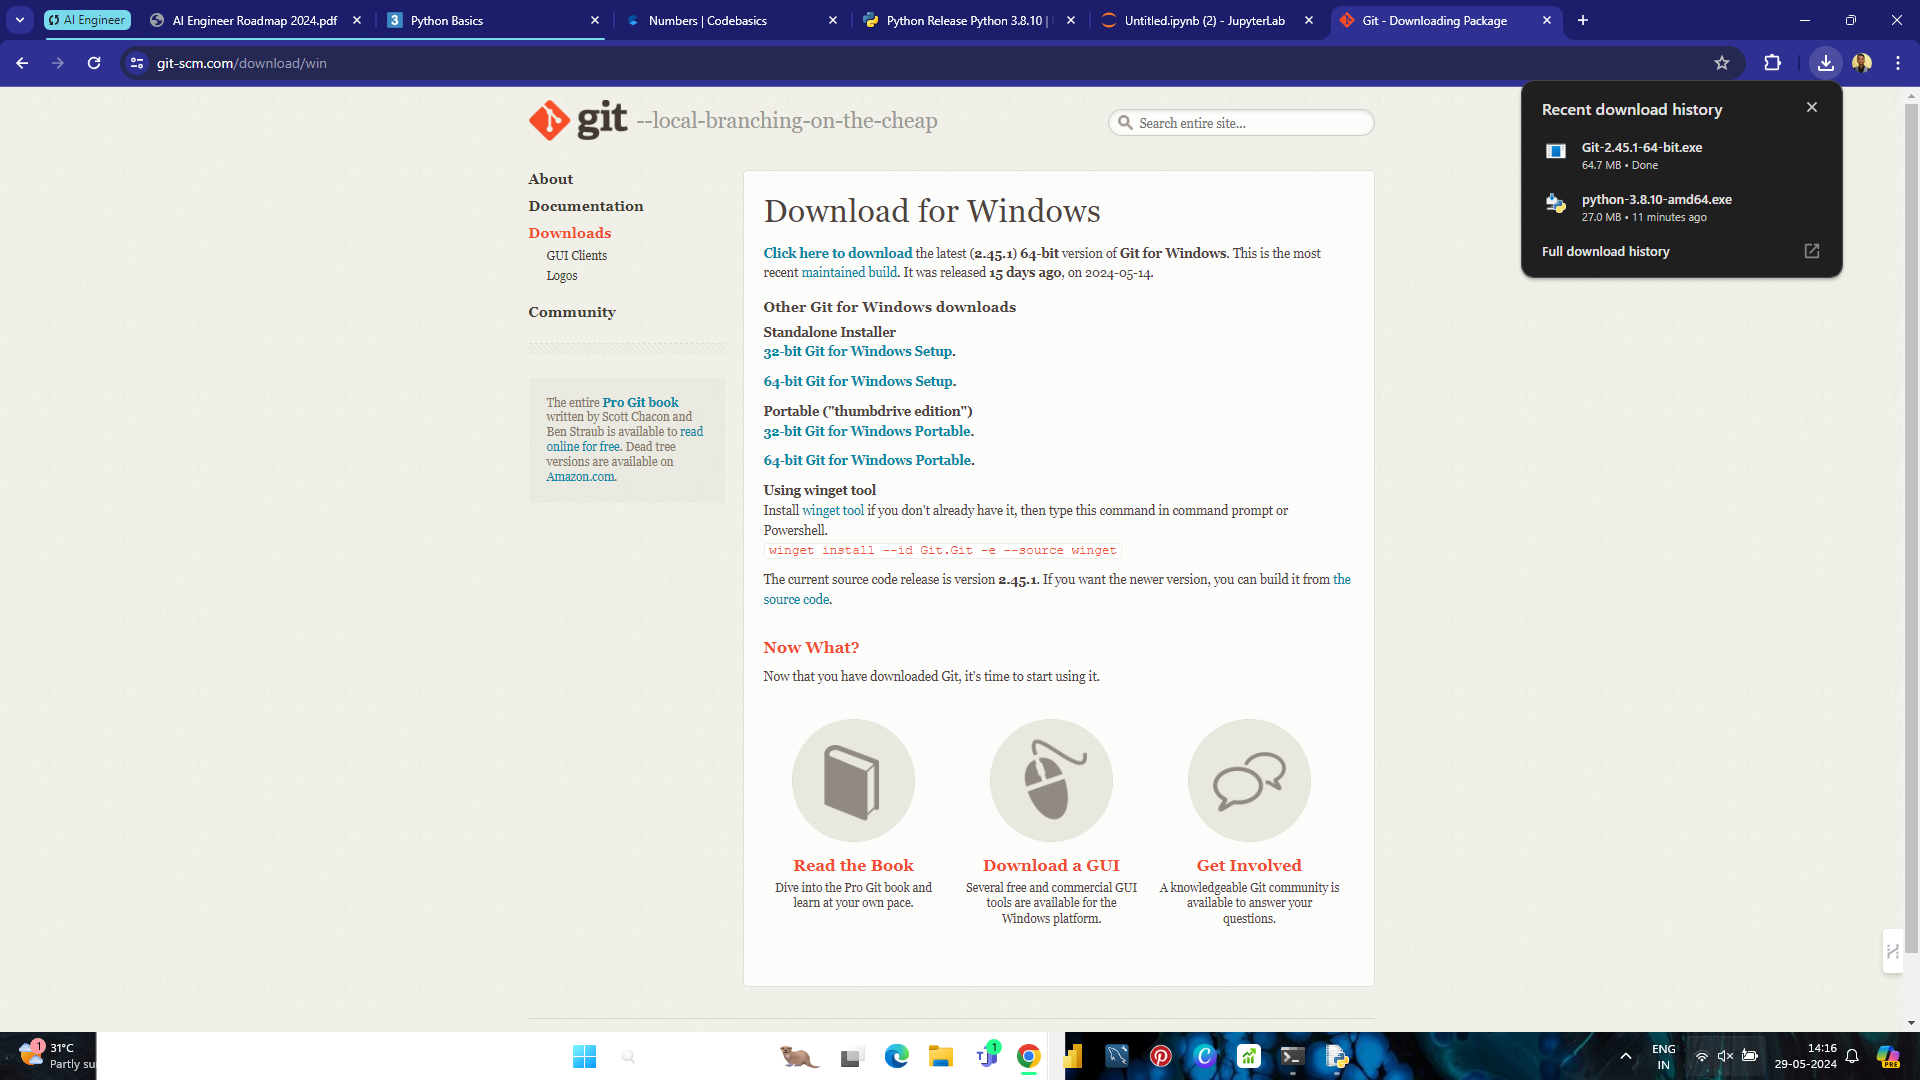 AI Engineer
AI Engineer Roadmap 2024.pdf
3 Python Basics
Numbers | Codebasics
Python Release Python 3.8.10 |
Untitled.ipynb (2) - JupyterLab
Git - Downloading Package
git-scm.com/download/win
git --local-branching-on-the-cheap
Search entire site...
Recent download history
Git-2.45.1-64-bit.exe
64.7 MB • Done
python-3.8.10-amd64.exe
27.0 MB • 11 minutes ago
Full download history
About
Documentation
Downloads
GUI Clients
Logos
Community
The entire Pro Git book
written by Scott Chacon and
Ben Straub is available to read
online for free. Dead tree
versions are available on
Amazon.com.
Download for Windows
Click here to download the latest (2.45.1) 64-bit version of Git for Windows. This is the most
recent maintained build. It was released 15 days ago, on 2024-05-14.
Other Git for Windows downloads
Standalone Installer
32-bit Git for Windows Setup.
64-bit Git for Windows Setup.
Portable ("thumbdrive edition")
32-bit Git for Windows Portable.
64-bit Git for Windows Portable.
Using winget tool
Install winget tool if you don't already have it, then type this command in command prompt or
Powershell.
winget install --id Git.Git -e --source winget
The current source code release is version 2.45.1. If you want the newer version, you can build it from the
source code.
Now What?
Now that you have downloaded Git, it's time to start using it.
Read the Book
Dive into the Pro Git book and
learn at your own pace.
Download a GUI
Several free and commercial GUI
tools are available for the
Windows platform.
Get Involved
A knowledgeable Git community is
available to answer your
questions.
1
31°C
Partly su
1
ENG
IN
14:16
29-05-2024
PRE